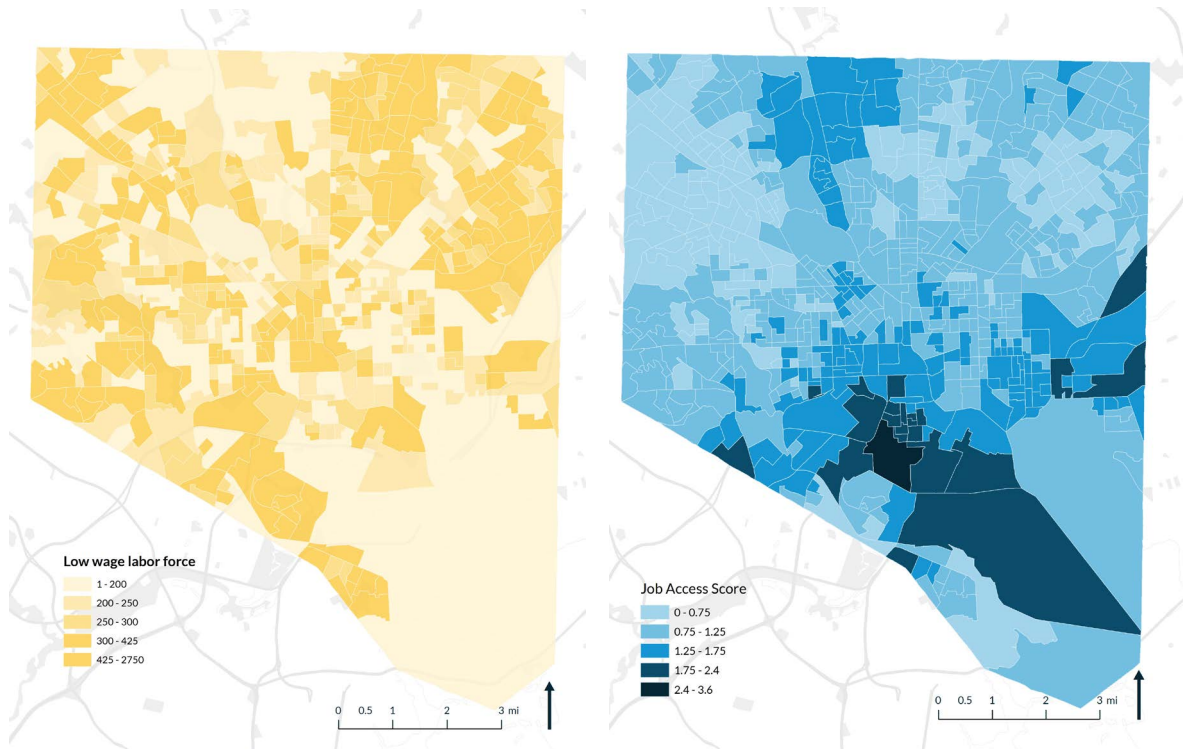 Low wage labor force
1 - 200
200 - 250
250 - 300
300 - 425
425 - 2750
0 0.5 1 2 3 mi
Job Access Score
0 - 0.75
0.75 - 1.25
1.25 - 1.75
1.75 - 2.4
2.4 - 3.6
0 0.5 1 2 3 mi